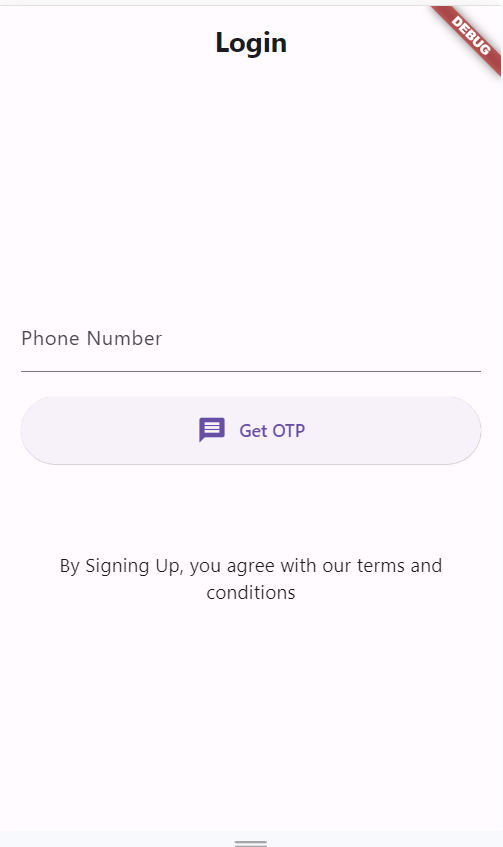 Login
DEBUG
Phone Number
Get OTP
By Signing Up, you agree with our terms and
conditions